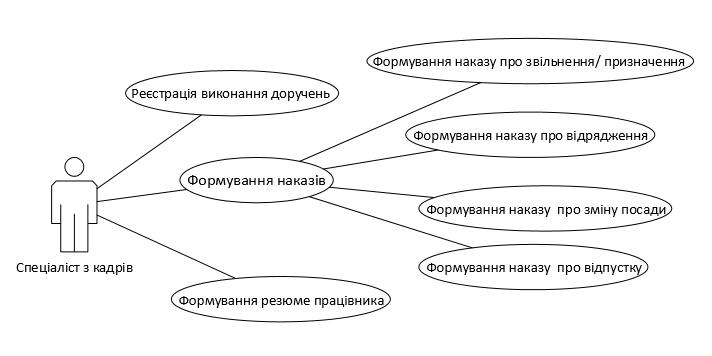 Формування наказу про звільнення/ призначення
Реєстрація виконання доручень
Формування наказу про відрядження
Формування наказів
Формування наказу про зміну посади
Спеціаліст з кадрів
Формування наказу про відпустку
Формування резюме працівника